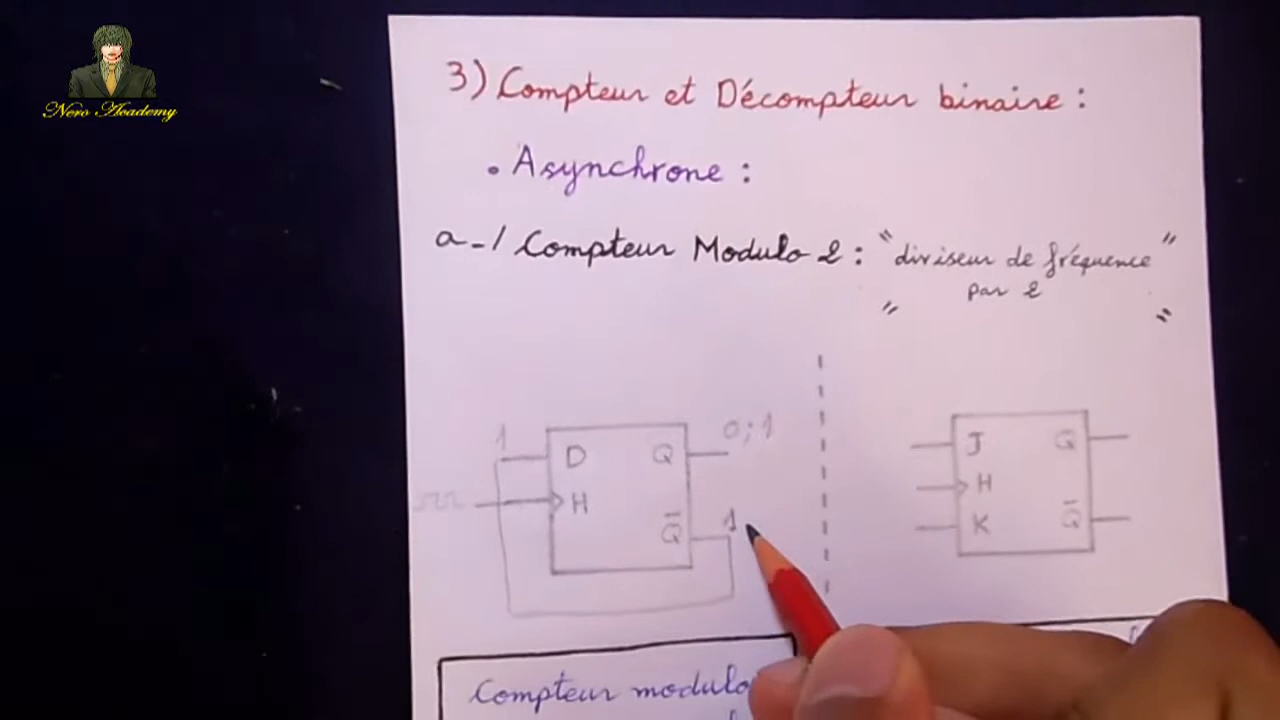 Nero Academy
3) Compteur et Décompteur binaire :
• Asynchrone :
a-/ Compteur Modulo 2 : " diviseur de fréquence "
" par 2 "
1
D Q 0;1
H
Q̄ 1
J Q
H
K Q̄
Compteur modulo